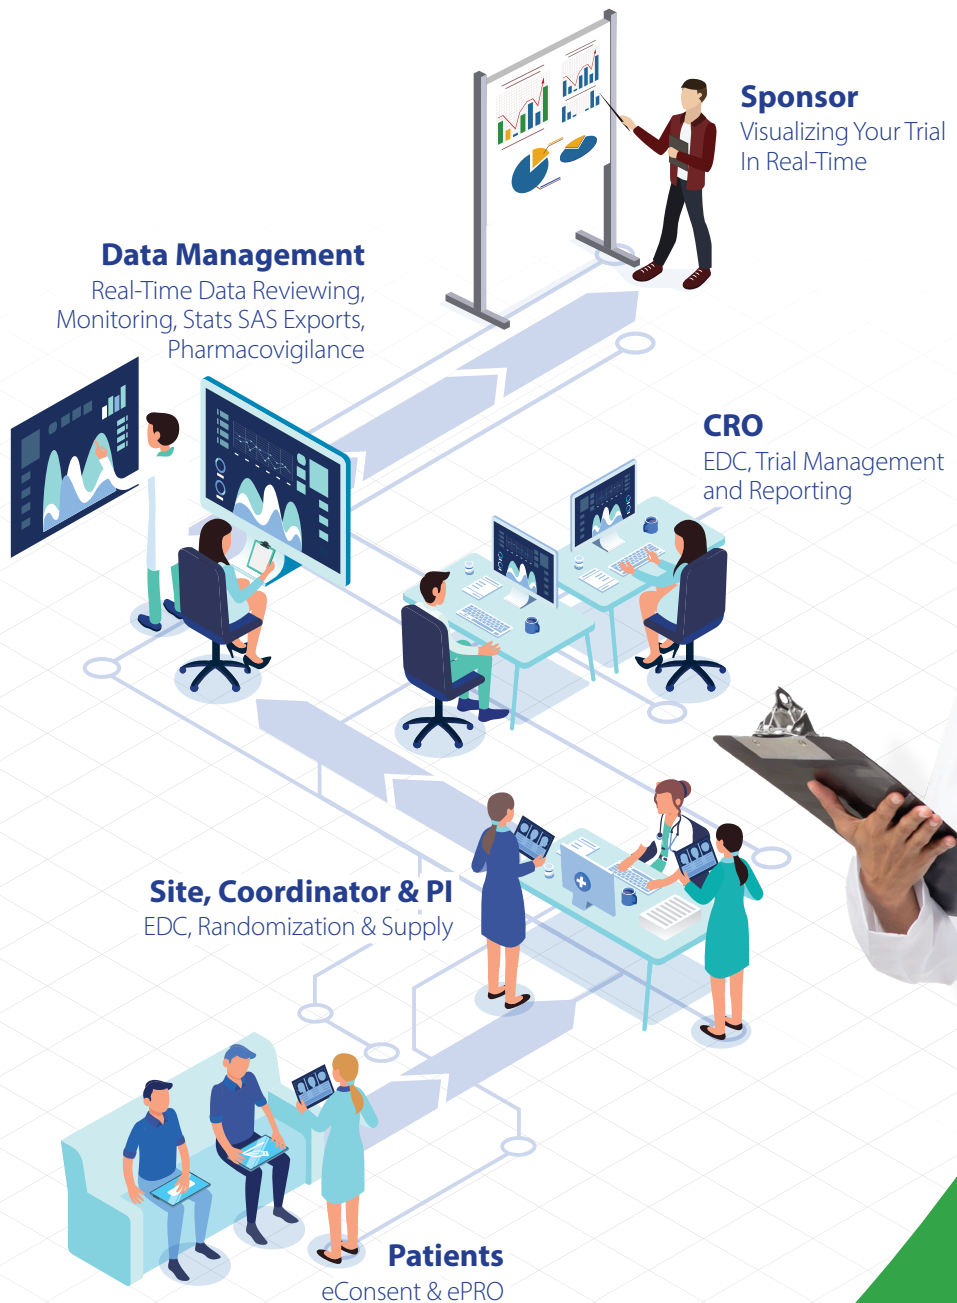 Sponsor
Visualizing Your Trial
In Real-Time
Data Management
Real-Time Data Reviewing,
Monitoring, Stats SAS Exports,
Pharmacovigilance
CRO
EDC, Trial Management
and Reporting
Site, Coordinator & PI
EDC, Randomization & Supply
Patients
eConsent & ePRO